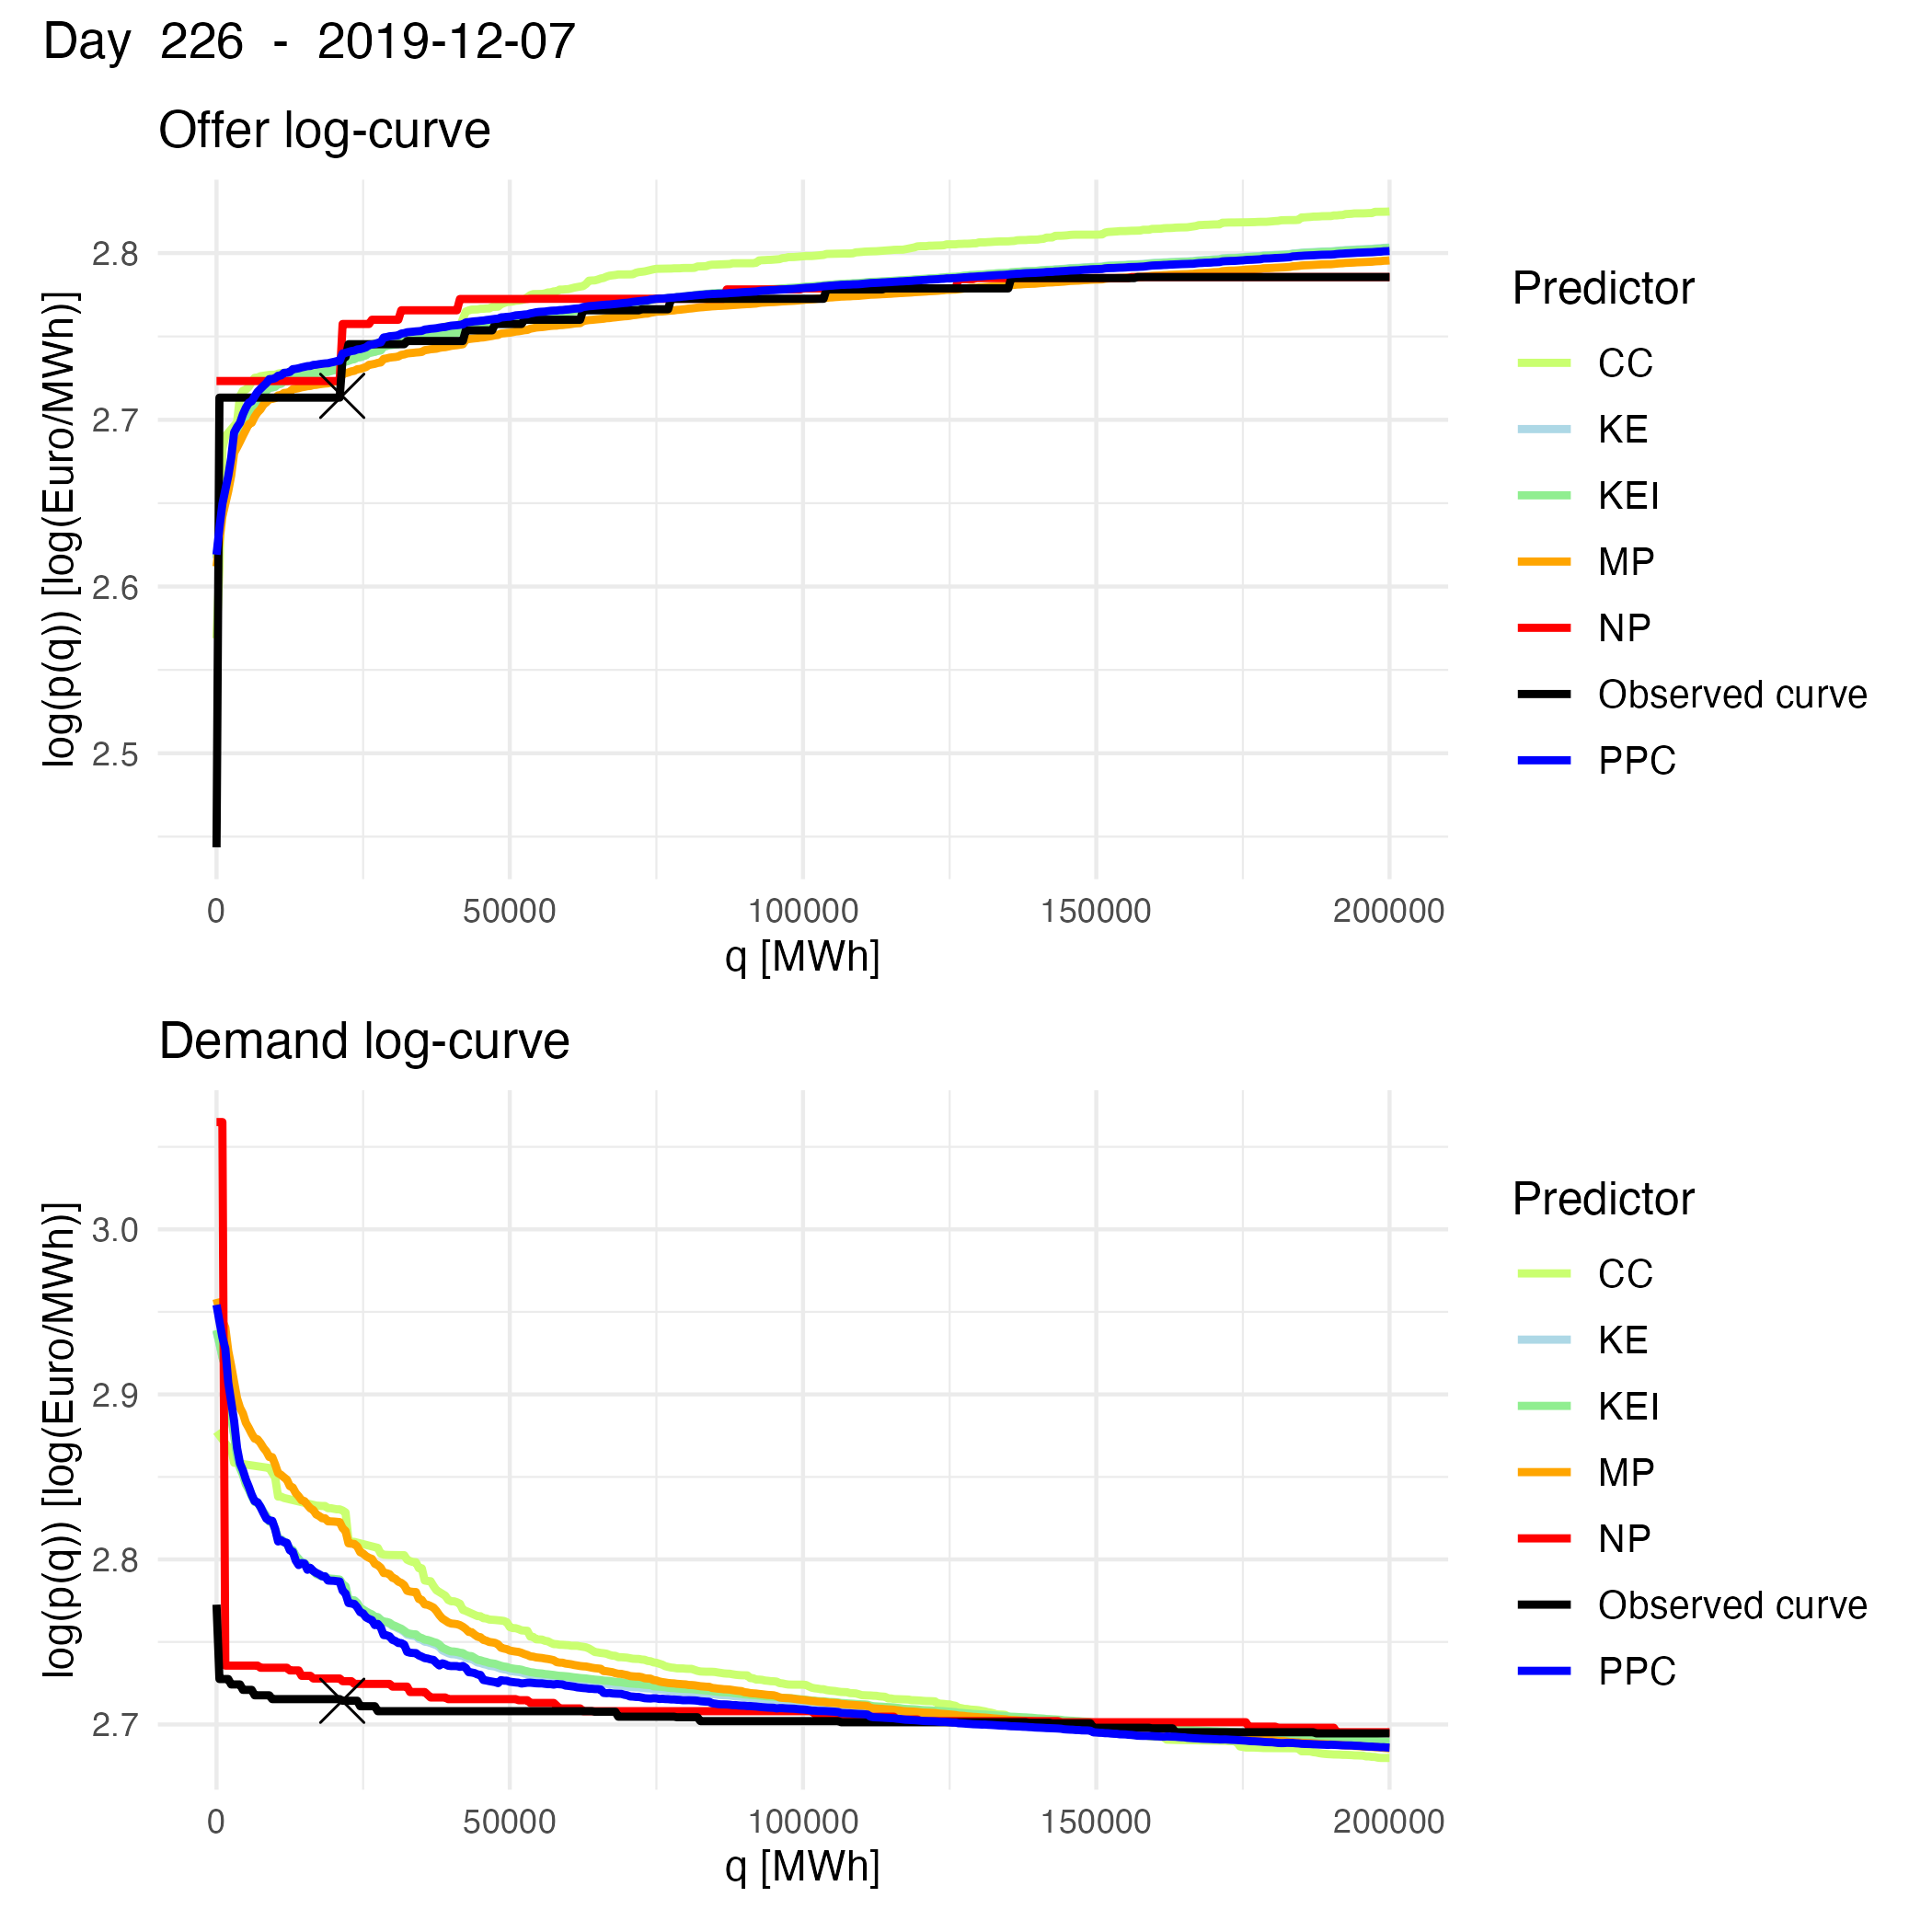 Day 226 - 2019-12-07
Offer log-curve
log(p(q)) [log(Euro/MWh)]
2.8
2.7
2.6
2.5
0 50000 100000 150000 200000
q [MWh]
Predictor
CC
KE
KEI
MP
NP
Observed curve
PPC
Demand log-curve
log(p(q)) [log(Euro/MWh)]
3.0
2.9
2.8
2.7
0 50000 100000 150000 200000
q [MWh]
Predictor
CC
KE
KEI
MP
NP
Observed curve
PPC